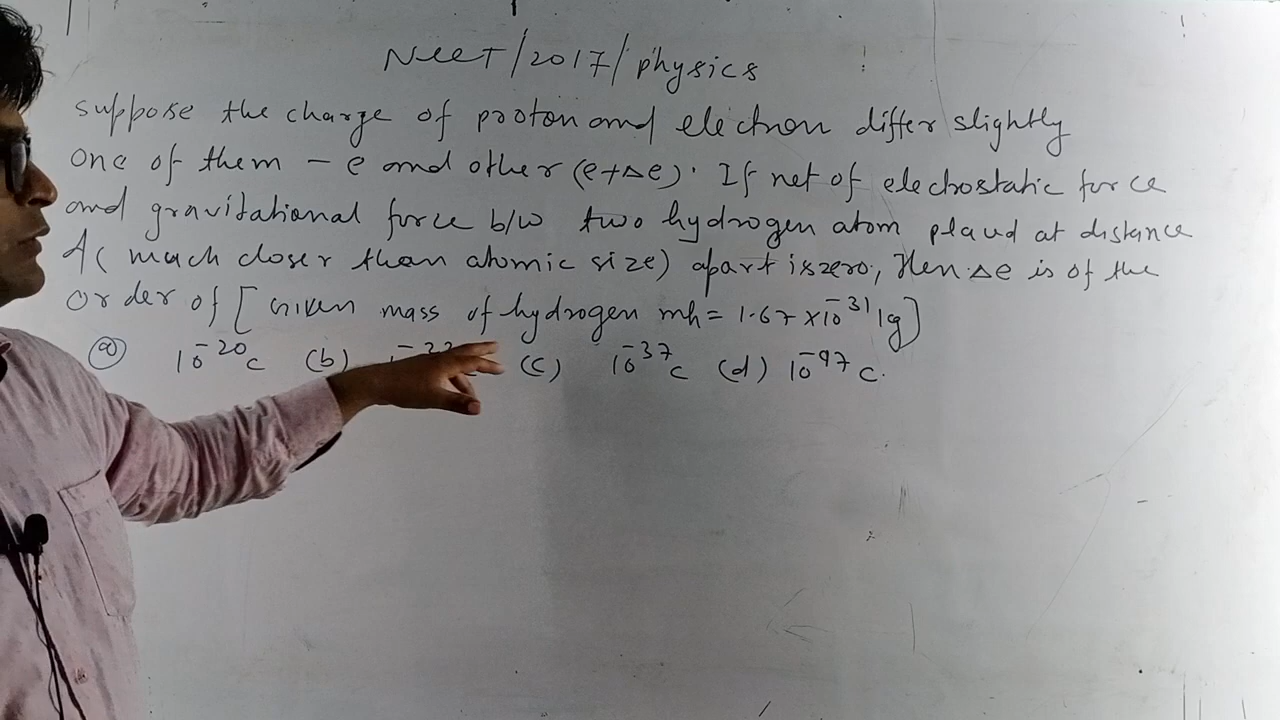 Neet/2017/physics
suppose the charge of proton and electron differ slightly
one of them - e and other (e+Δe). If net of electrostatic force
and gravitational force b/w two hydrogen atom placed at distance
d( much closer than atomic size) apart is zero, then Δe is of the
order of [ Given mass of hydrogen mh = 1.67 × 10⁻³¹ kg]
(a) 10⁻²⁰ c (b) (c) 10⁻³⁷ c (d) 10⁻⁹⁷ c.